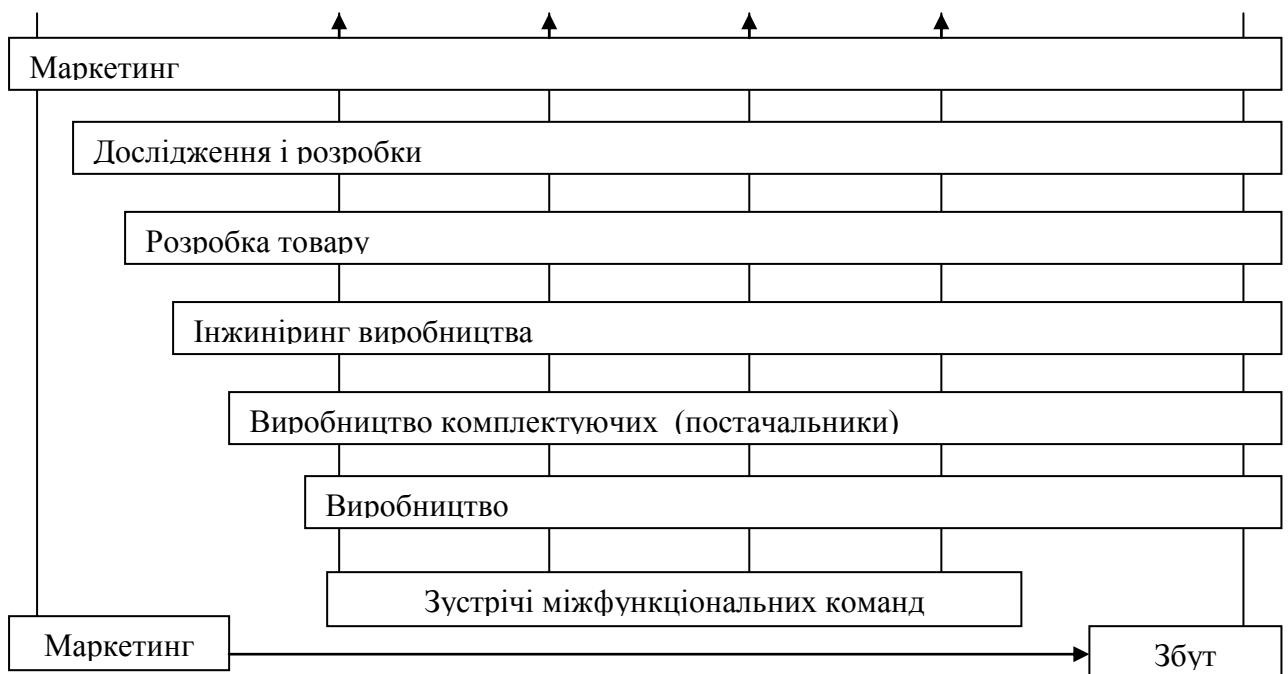 Маркетинг
Дослідження і розробки
Розробка товару
Інжиніринг виробництва
Виробництво комплектуючих (постачальники)
Виробництво
Зустрічі міжфункціональних команд
Маркетинг
Збут